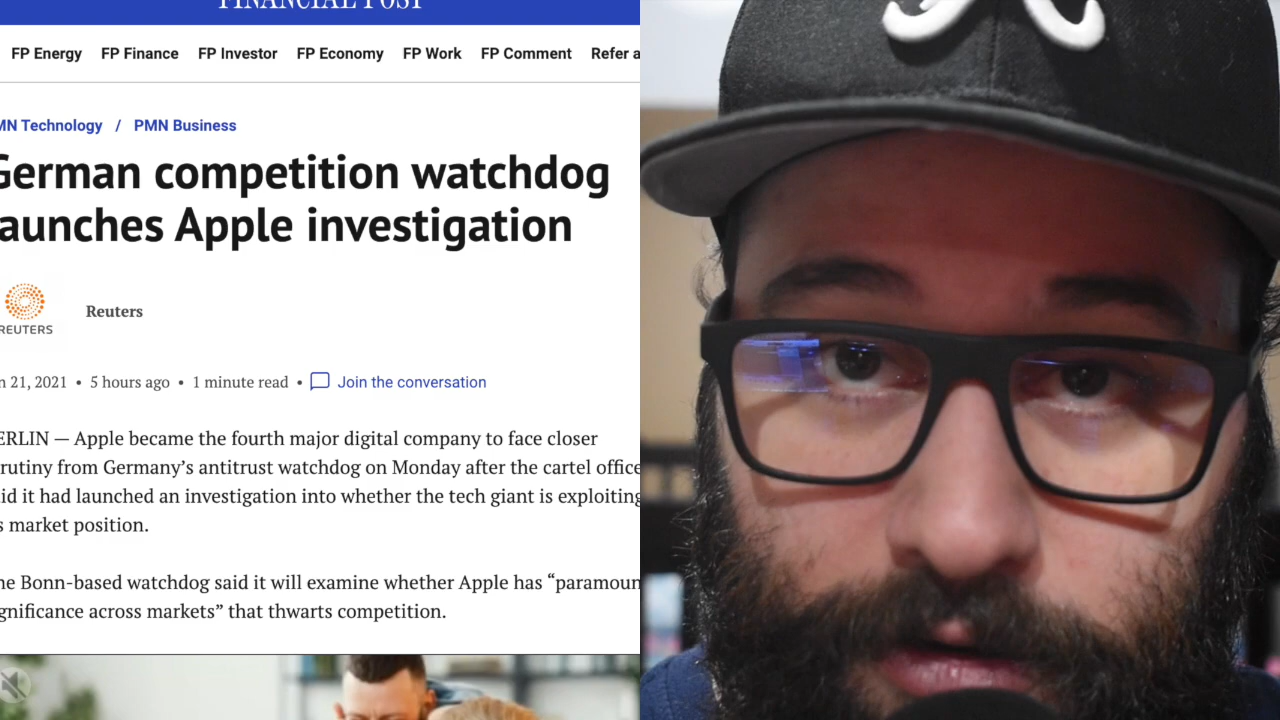 FINANCIAL POST
FP Energy FP Finance FP Investor FP Economy FP Work FP Comment Refer a
MN Technology / PMN Business
German competition watchdog
aunches Apple investigation
REUTERS
Reuters
n 21, 2021 • 5 hours ago • 1 minute read • Join the conversation
ERLIN — Apple became the fourth major digital company to face closer
rutiny from Germany’s antitrust watchdog on Monday after the cartel office
id it had launched an investigation into whether the tech giant is exploiting
s market position.
he Bonn-based watchdog said it will examine whether Apple has “paramoun
gnificance across markets” that thwarts competition.